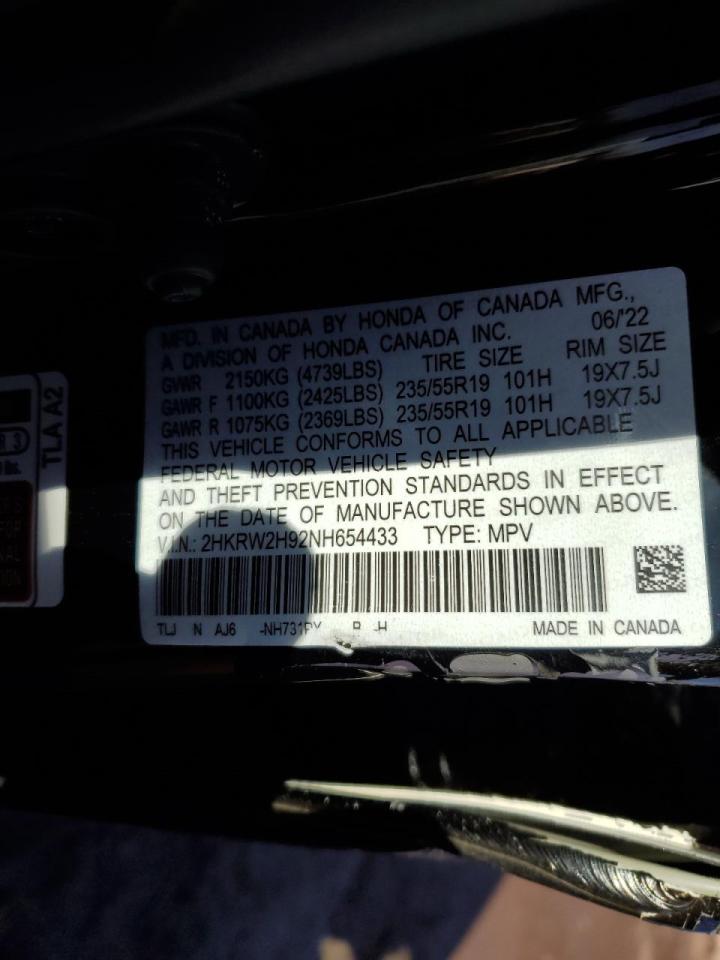 MFD. IN CANADA BY HONDA OF CANADA MFG.,
A DIVISION OF HONDA CANADA INC. 06/'22
GVWR 2150KG (4739LBS) TIRE SIZE RIM SIZE
GAWR F 1100KG (2425LBS) 235/55R19 101H 19X7.5J
GAWR R 1075KG (2369LBS) 235/55R19 101H 19X7.5J
THIS VEHICLE CONFORMS TO ALL APPLICABLE
FEDERAL MOTOR VEHICLE SAFETY
AND THEFT PREVENTION STANDARDS IN EFFECT
ON THE DATE OF MANUFACTURE SHOWN ABOVE.
V.I.N.: 2HKRW2H92NH654433 TYPE: MPV
TLJ N AJ6 -NH731PX B -H MADE IN CANADA
TLA A2
R 3
lbs.